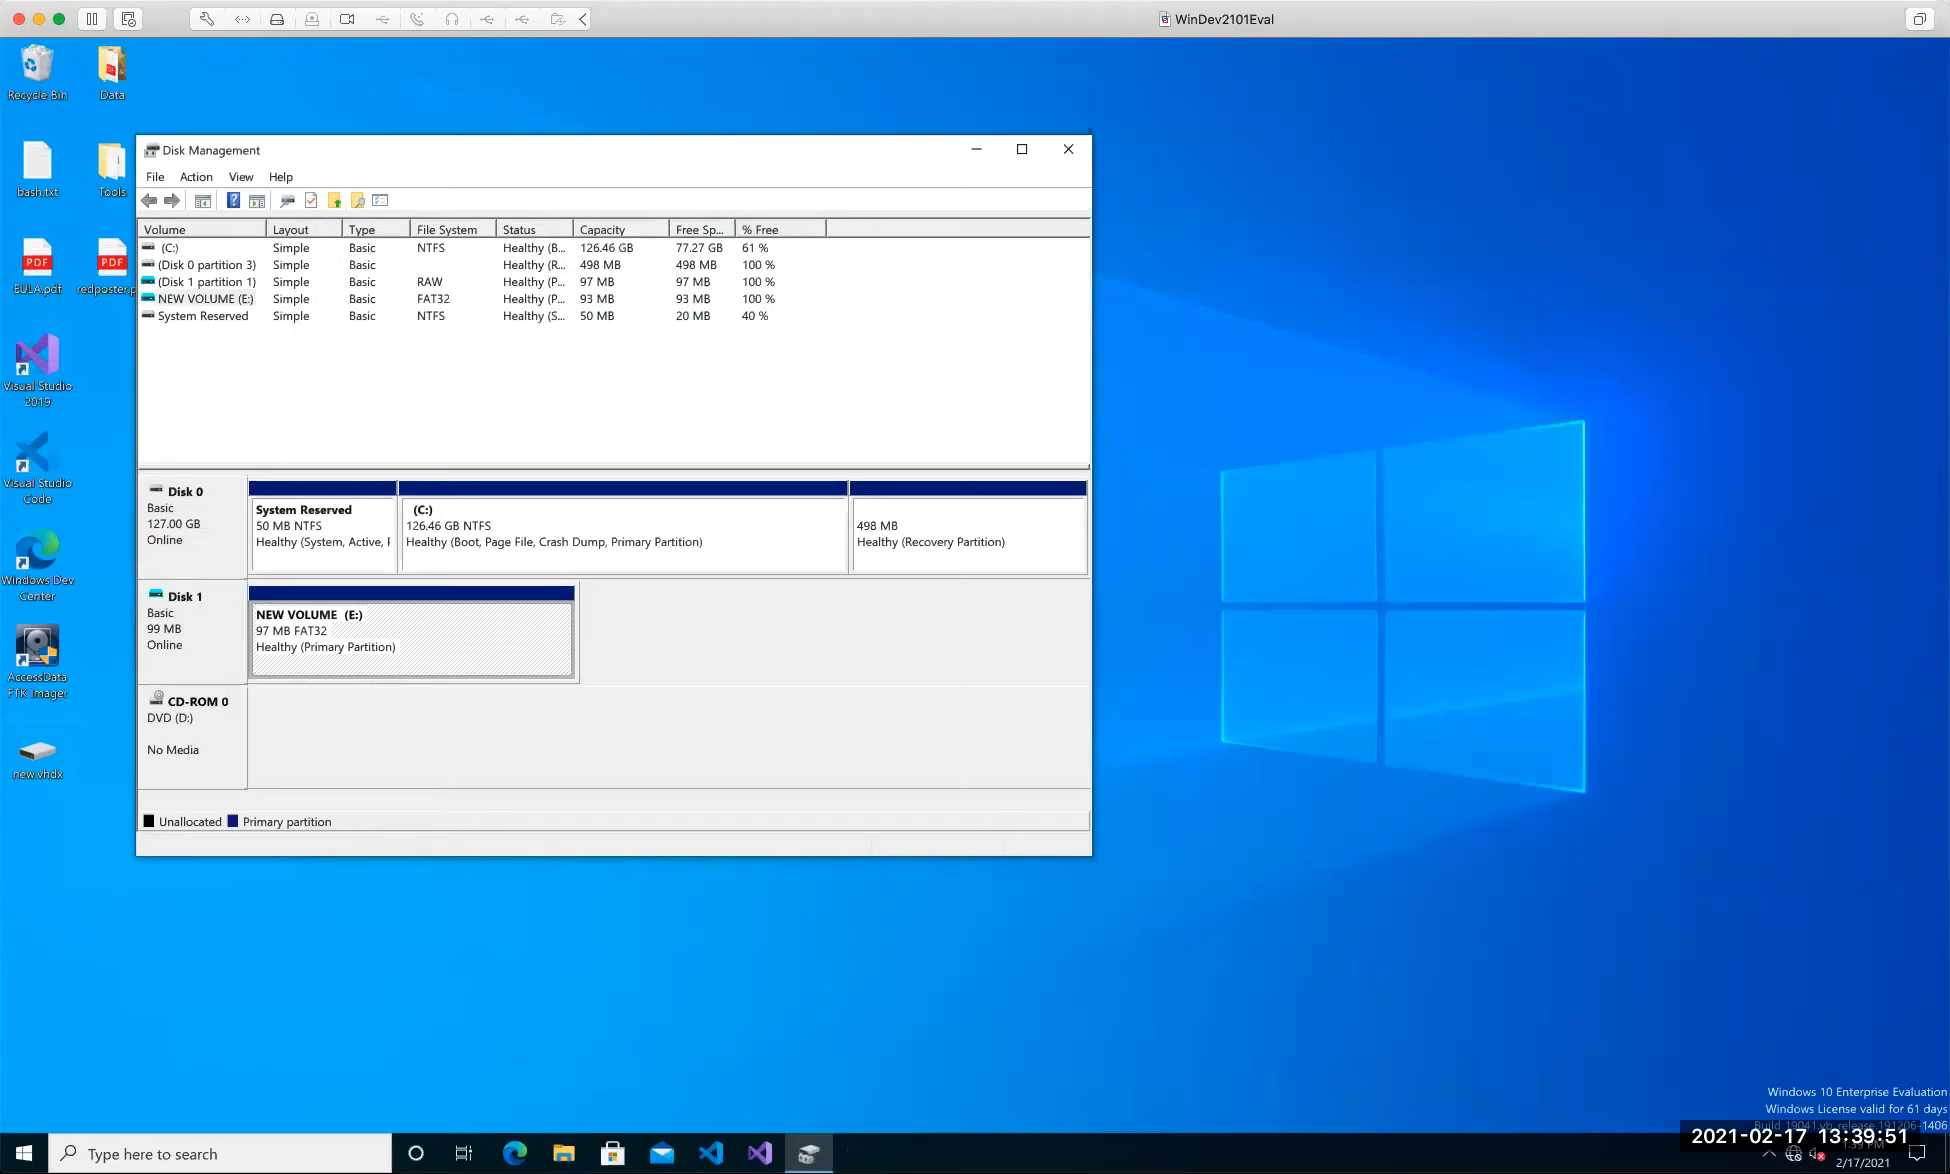 WinDev2101Eval
Recycle Bin
Data
bash.txt
Tools
PDF
PDF
EULA.pdf
redposter.p
Visual Studio
2019
Visual Studio
Code
Windows Dev
Center
AccessData
FTK Imager
new.vhdx
Disk Management
File Action View Help
Volume Layout Type File System Status Capacity Free Sp... % Free
(C:) Simple Basic NTFS Healthy (B... 126.46 GB 77.27 GB 61 %
(Disk 0 partition 3) Simple Basic Healthy (R... 498 MB 498 MB 100 %
(Disk 1 partition 1) Simple Basic RAW Healthy (P... 97 MB 97 MB 100 %
NEW VOLUME (E:) Simple Basic FAT32 Healthy (P... 93 MB 93 MB 100 %
System Reserved Simple Basic NTFS Healthy (S... 50 MB 20 MB 40 %
Disk 0
Basic
127.00 GB
Online
System Reserved
50 MB NTFS
Healthy (System, Active,
(C:)
126.46 GB NTFS
Healthy (Boot, Page File, Crash Dump, Primary Partition)
498 MB
Healthy (Recovery Partition)
Disk 1
Basic
99 MB
Online
NEW VOLUME (E:)
97 MB FAT32
Healthy (Primary Partition)
CD-ROM 0
DVD (D:)
No Media
Unallocated Primary partition
Windows 10 Enterprise Evaluation
Windows License valid for 61 days
Build 19041.vb_release.191206-1406
2021-02-17 13:39:51
2/17/2021
Type here to search